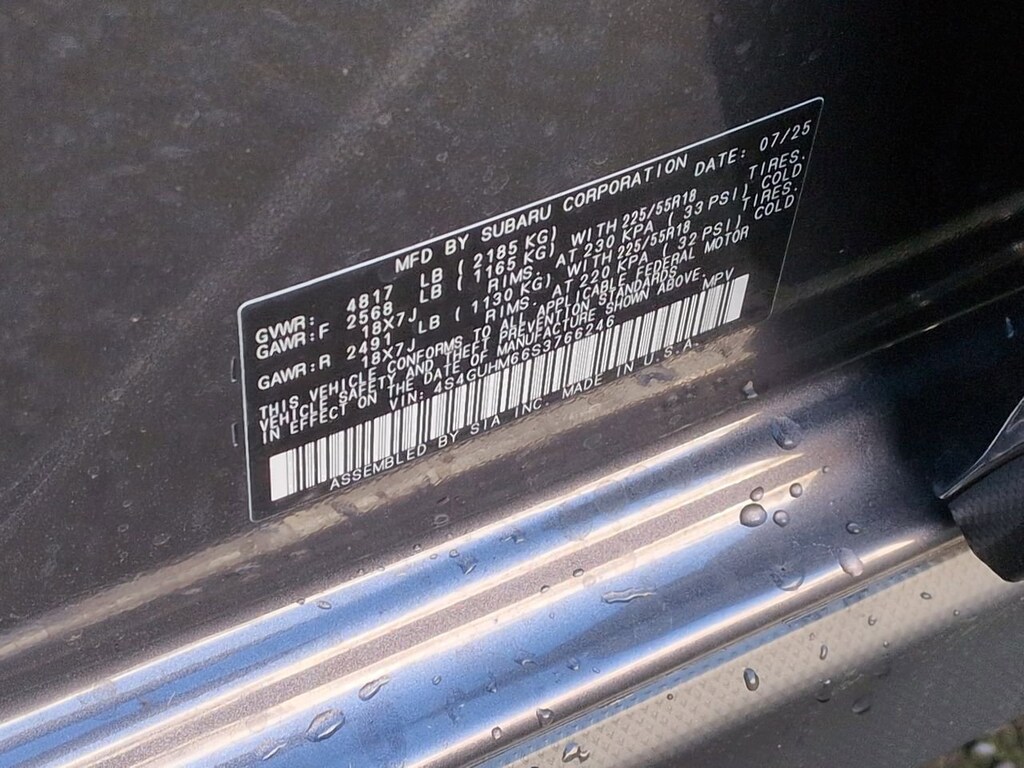 MFD BY SUBARU CORPORATION DATE: 07/25
GVWR: 4817 LB ( 2185 KG)
GAWR:F 2568 LB ( 1165 KG) WITH 225/55R18 TIRES.
18X7J RIMS. AT 230 KPA ( 33 PSI) COLD
GAWR:R 2491 LB ( 1130 KG) WITH 225/55R18 TIRES.
18X7J RIMS. AT 220 KPA ( 32 PSI) COLD
THIS VEHICLE CONFORMS TO ALL APPLICABLE FEDERAL MOTOR
VEHICLE SAFETY AND THEFT PREVENTION STANDARDS
IN EFFECT ON THE DATE OF MANUFACTURE SHOWN ABOVE. MPV
VIN: 4S4GUHM66S3766246
ASSEMBLED BY SIA INC. MADE IN U.S.A.